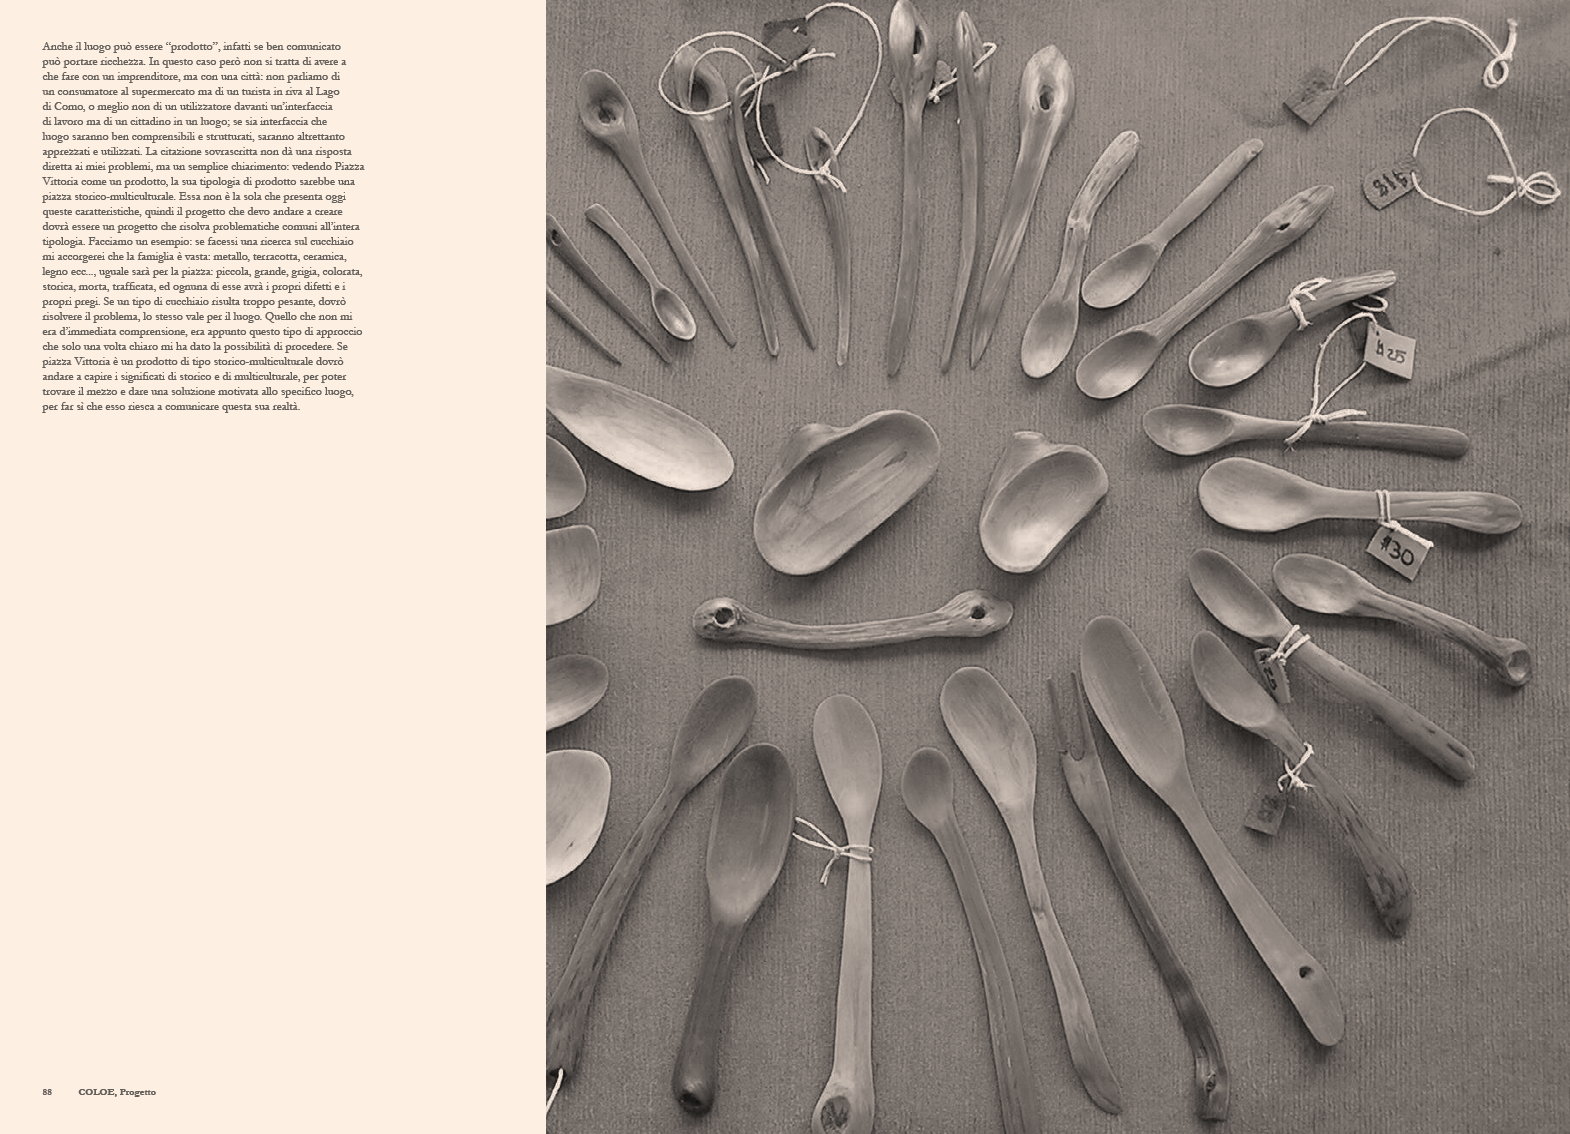 Anche il luogo può essere “prodotto”, infatti se ben comunicato
può portare ricchezza. In questo caso però non si tratta di avere a
che fare con un imprenditore, ma con una città: non parliamo di
un consumatore al supermercato ma di un turista in riva al Lago
di Como, o meglio non di un utilizzatore davanti un’interfaccia
di lavoro ma di un cittadino in un luogo; se sia interfaccia che
luogo saranno ben comprensibili e strutturati, saranno altrettanto
apprezzati e utilizzati. La citazione sovrascritta non dà una risposta
diretta ai miei problemi, ma un semplice chiarimento: vedendo Piazza
Vittoria come un prodotto, la sua tipologia di prodotto sarebbe una
piazza storico-multiculturale. Essa non è la sola che presenta oggi
queste caratteristiche, quindi il progetto che devo andare a creare
dovrà essere un progetto che risolva problematiche comuni all’intera
tipologia. Facciamo un esempio: se facessi una ricerca sul cucchiaio
mi accorgerei che la famiglia è vasta: metallo, terracotta, ceramica,
legno ecc..., uguale sarà per la piazza: piccola, grande, grigia, colorata,
storica, morta, trafficata, ed ognuna di esse avrà i propri difetti e i
propri pregi. Se un tipo di cucchiaio risulta troppo pesante, dovrò
risolvere il problema, lo stesso vale per il luogo. Quello che non mi
era d’immediata comprensione, era appunto questo tipo di approccio
che solo una volta chiaro mi ha dato la possibilità di procedere. Se
piazza Vittoria è un prodotto di tipo storico-multiculturale dovrò
andare a capire i significati di storico e di multiculturale, per poter
trovare il mezzo e dare una soluzione motivata allo specifico luogo,
per far sì che esso riesca a comunicare questa sua realtà.
$18
$25
$30
88 COLOE, Progetto